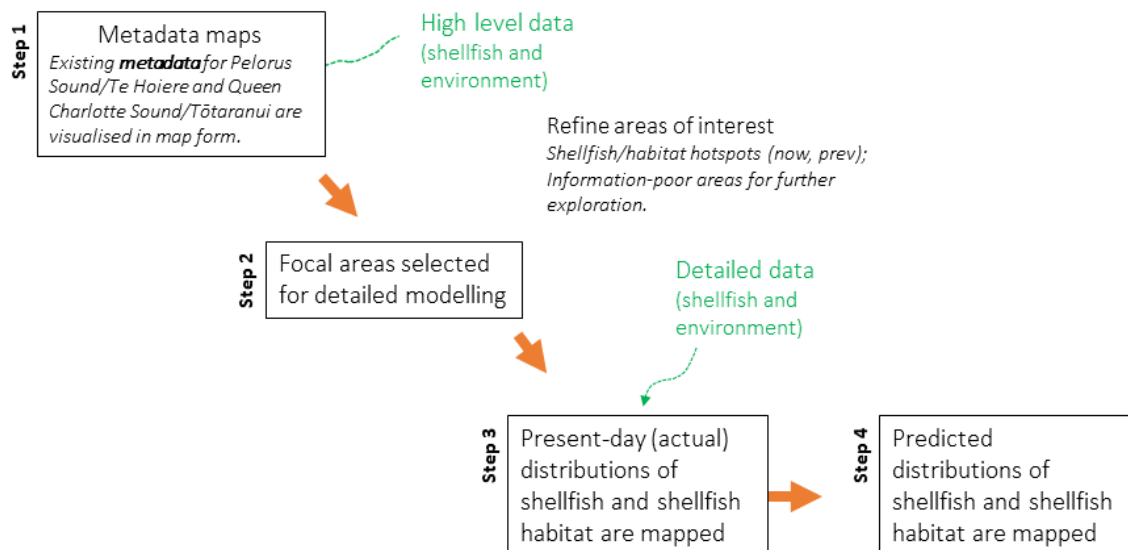 Step 1
Metadata maps
Existing metadata for Pelorus
Sound/Te Hoiere and Queen
Charlotte Sound/Tōtaranui are
visualised in map form.
High level data
(shellfish and
environment)
Refine areas of interest
Shellfish/habitat hotspots (now, prev);
Information-poor areas for further
exploration.
Step 2
Focal areas selected
for detailed modelling
Detailed data
(shellfish and
environment)
Step 3
Present-day (actual)
distributions of
shellfish and shellfish
habitat are mapped
Step 4
Predicted
distributions of
shellfish and shellfish
habitat are mapped